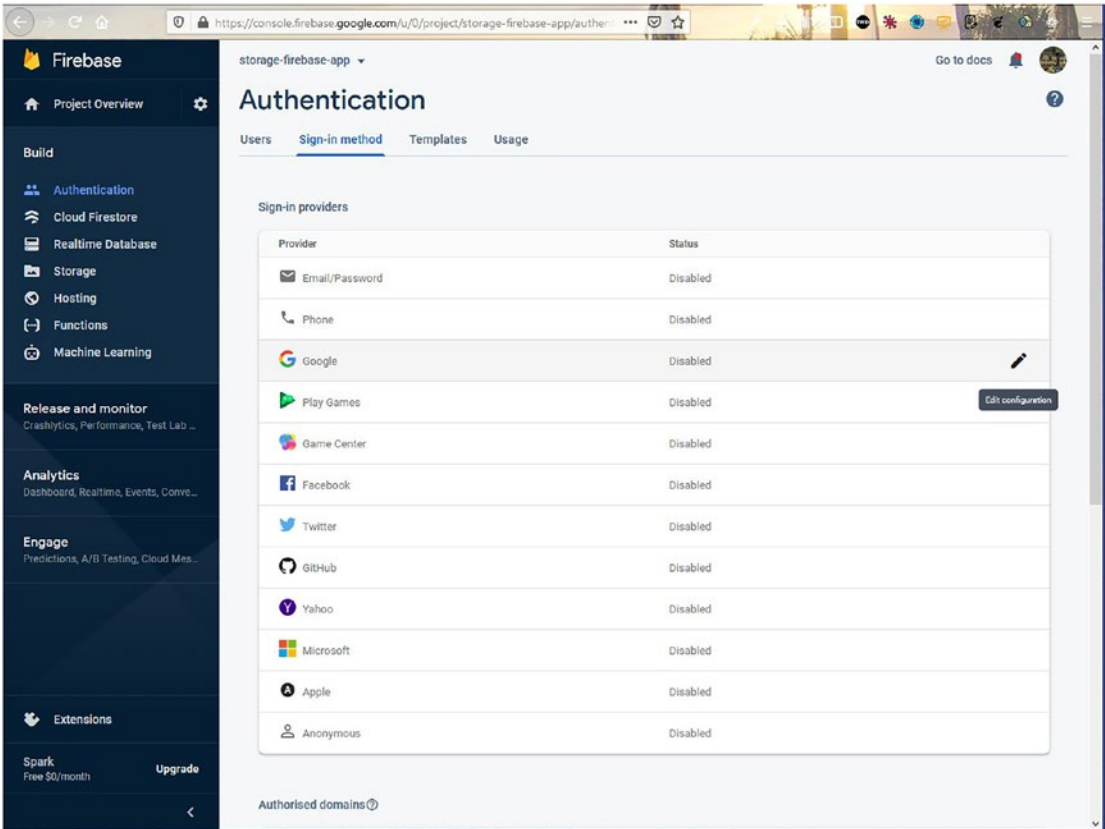 https://console.firebase.google.com/u/0/project/storage-firebase-app/authent
Firebase
Project Overview
Build
Authentication
Cloud Firestore
Realtime Database
Storage
Hosting
Functions
Machine Learning
Release and monitor
Crashlytics, Performance, Test Lab ...
Analytics
Dashboard, Realtime, Events, Conve...
Engage
Predictions, A/B Testing, Cloud Mes...
Extensions
Spark
Free $0/month
Upgrade
storage-firebase-app
Go to docs
Authentication
Users Sign-in method Templates Usage
Sign-in providers
Provider Status
Email/Password Disabled
Phone Disabled
Google Disabled
Edit configuration
Play Games Disabled
Game Center Disabled
Facebook Disabled
Twitter Disabled
GitHub Disabled
Yahoo Disabled
Microsoft Disabled
Apple Disabled
Anonymous Disabled
Authorised domains